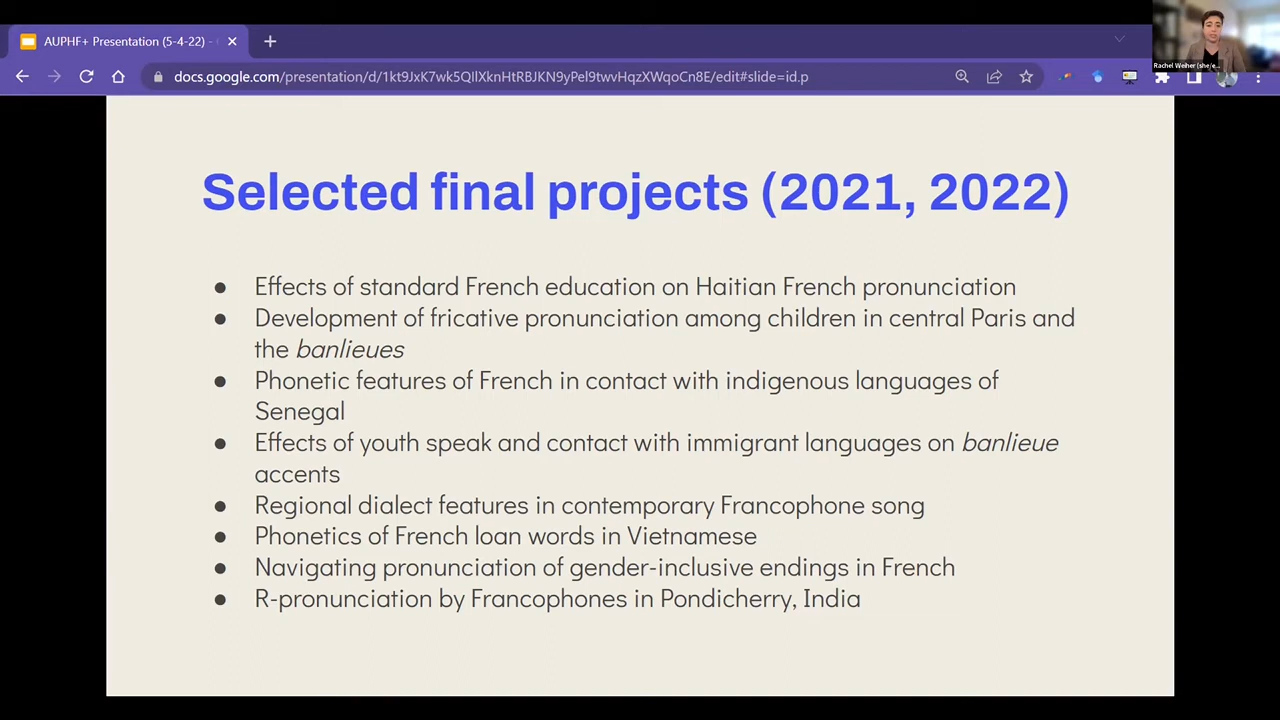 AUPHF+ Presentation (5-4-22) -
docs.google.com/presentation/d/1kt9JxK7wk5QIlXknHtRBJKN9yPel9twvHqzXWqoCn8E/edit#slide=id.p
Rachel Weiher (she/e...
Selected final projects (2021, 2022)
● Effects of standard French education on Haitian French pronunciation
● Development of fricative pronunciation among children in central Paris and
the banlieues
● Phonetic features of French in contact with indigenous languages of
Senegal
● Effects of youth speak and contact with immigrant languages on banlieue
accents
● Regional dialect features in contemporary Francophone song
● Phonetics of French loan words in Vietnamese
● Navigating pronunciation of gender-inclusive endings in French
● R-pronunciation by Francophones in Pondicherry, India